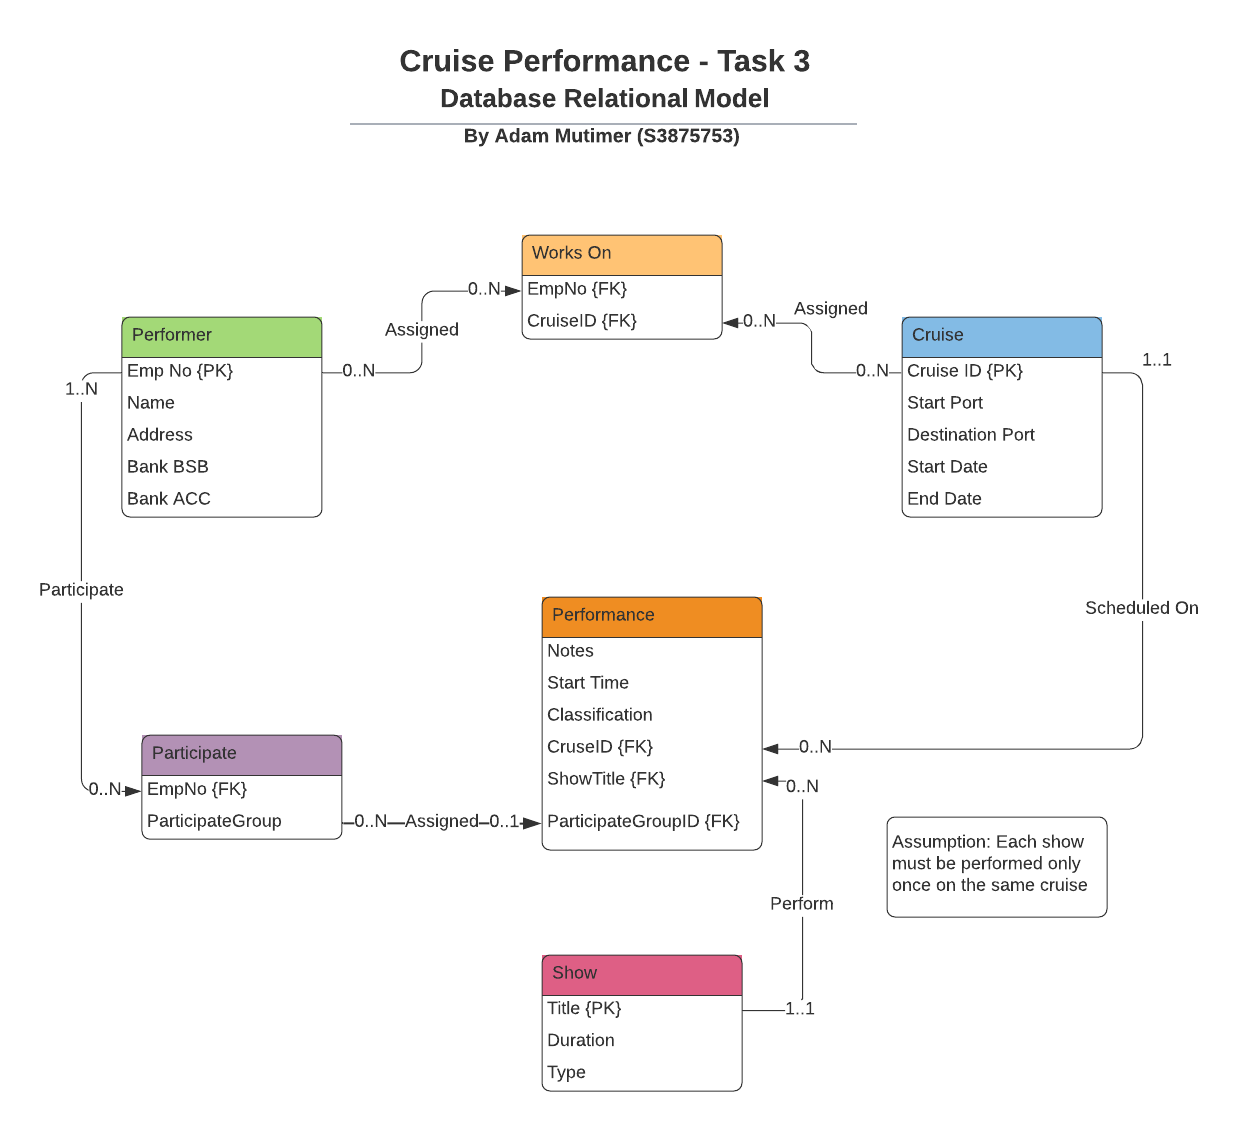 Cruise Performance - Task 3
Database Relational Model
By Adam Mutimer (S3875753)
Works On
EmpNo {FK}
CruiseID {FK}
0..N
Assigned
0..N
0..N
Assigned
0..N
Performer
Emp No {PK}
Name
Address
Bank BSB
Bank ACC
Cruise
Cruise ID {PK}
Start Port
Destination Port
Start Date
End Date
1..1
1..N
Participate
0..N
Scheduled On
0..N
Performance
Notes
Start Time
Classification
CruseID {FK}
ShowTitle {FK}
ParticipateGroupID {FK}
Participate
EmpNo {FK}
ParticipateGroup
0..N
Assigned
0..1
0..N
Perform
1..1
Assumption: Each show
must be performed only
once on the same cruise
Show
Title {PK}
Duration
Type